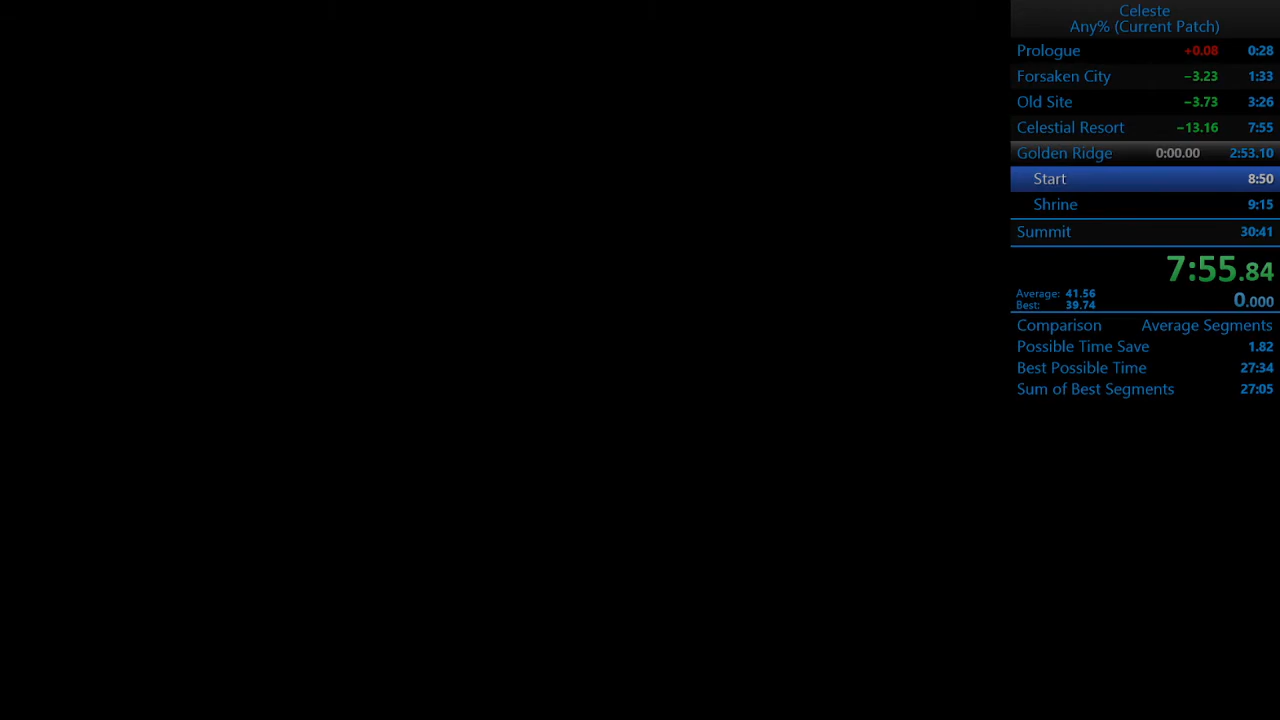 Celeste
Any% (Current Patch)
Prologue +0.08 0:28
Forsaken City −3.23 1:33
Old Site −3.73 3:26
Celestial Resort −13.16 7:55
Golden Ridge 0:00.00 2:53.10
Start 8:50
Shrine 9:15
Summit 30:41
7:55.84
Average: 41.56
Best: 39.74 0.000
Comparison Average Segments
Possible Time Save 1.82
Best Possible Time 27:34
Sum of Best Segments 27:05